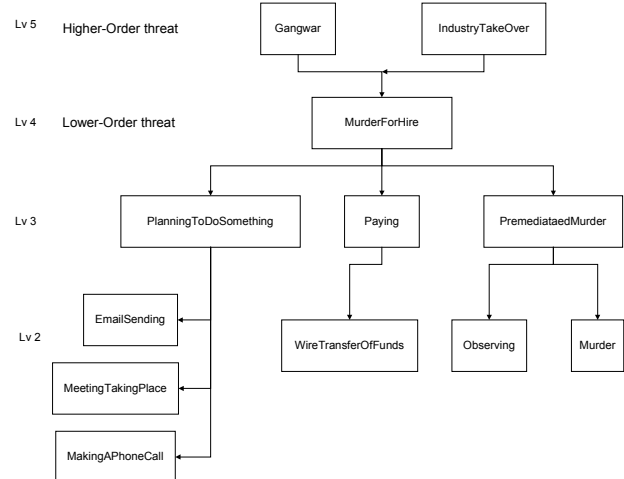 Lv 5 Higher-Order threat Gangwar IndustryTakeOver
Lv 4 Lower-Order threat MurderForHire
Lv 3 PlanningToDoSomething Paying PremediataedMurder
EmailSending
Lv 2 WireTransferOfFunds Observing Murder
MeetingTakingPlace
MakingAPhoneCall